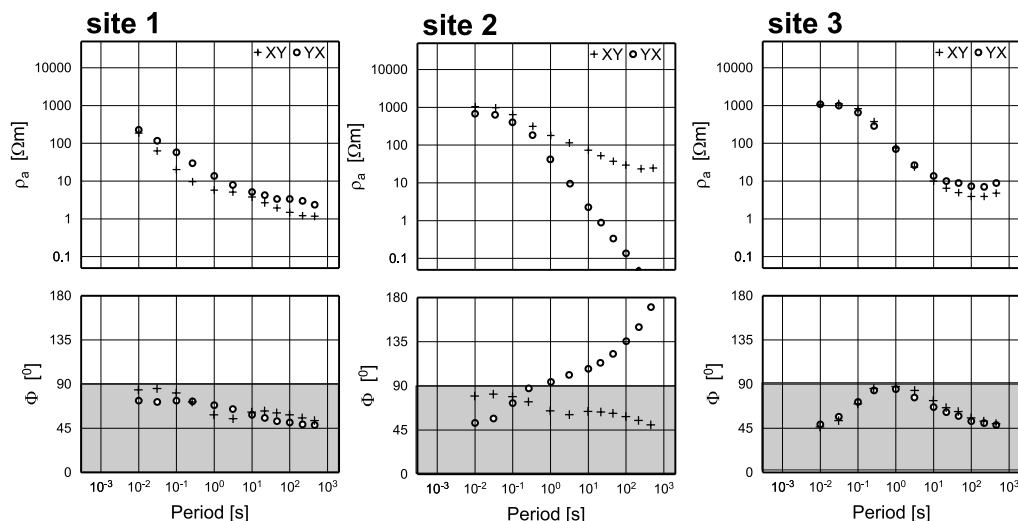 site 1
site 2
site 3
+ XY o YX
+ XY o YX
+ XY o YX
10000
1000
100
10
1
0.1
ρa [Ωm]
10000
1000
100
10
1
0.1
ρa [Ωm]
10000
1000
100
10
1
0.1
ρa [Ωm]
180
135
90
45
0
Φ [⁰]
180
135
90
45
0
Φ [⁰]
180
135
90
45
0
Φ [⁰]
10⁻³ 10⁻² 10⁻¹ 10⁰ 10¹ 10² 10³
10⁻³ 10⁻² 10⁻¹ 10⁰ 10¹ 10² 10³
10⁻³ 10⁻² 10⁻¹ 10⁰ 10¹ 10² 10³
Period [s]
Period [s]
Period [s]